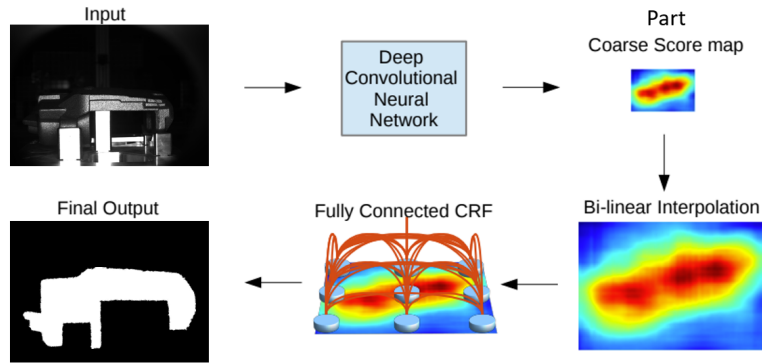 Input
Deep
Convolutional
Neural
Network
Part
Coarse Score map
Final Output
Fully Connected CRF
Bi-linear Interpolation